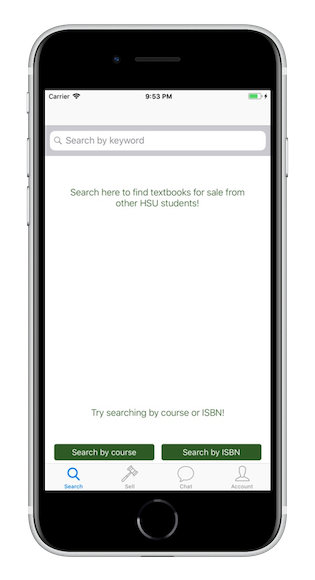 Carrier 9:53 PM
Search by keyword
Search here to find textbooks for sale from
other HSU students!
Try searching by course or ISBN!
Search by course Search by ISBN
Search Sell Chat Account